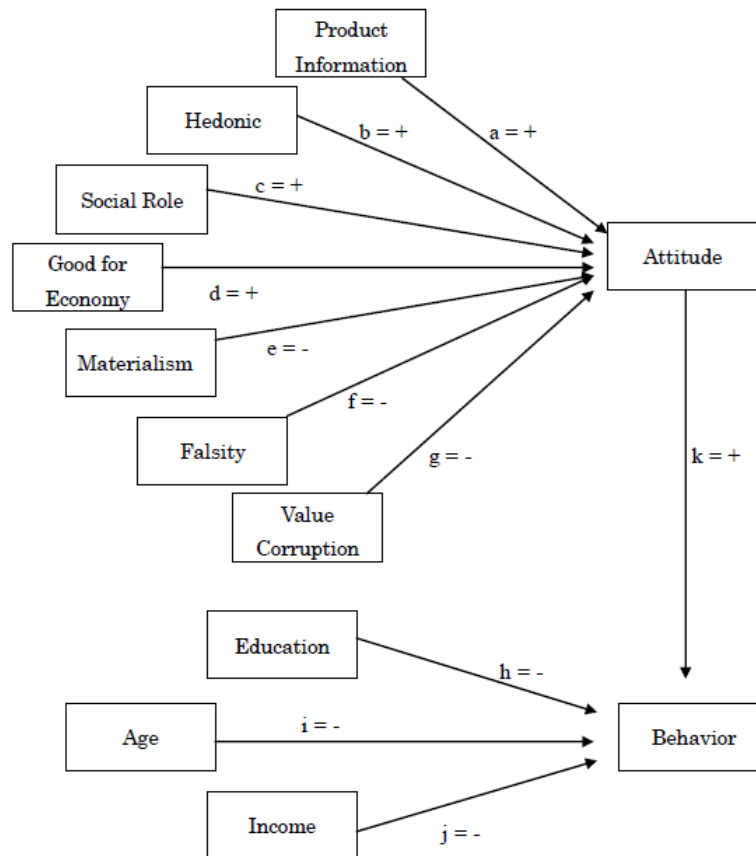 Product
Information
Hedonic
b = +
a = +
Social Role
c = +
Good for
Economy
d = +
Attitude
Materialism
e = -
Falsity
f = -
Value
Corruption
g = -
k = +
Education
h = -
Age
i = -
Behavior
Income
j = -